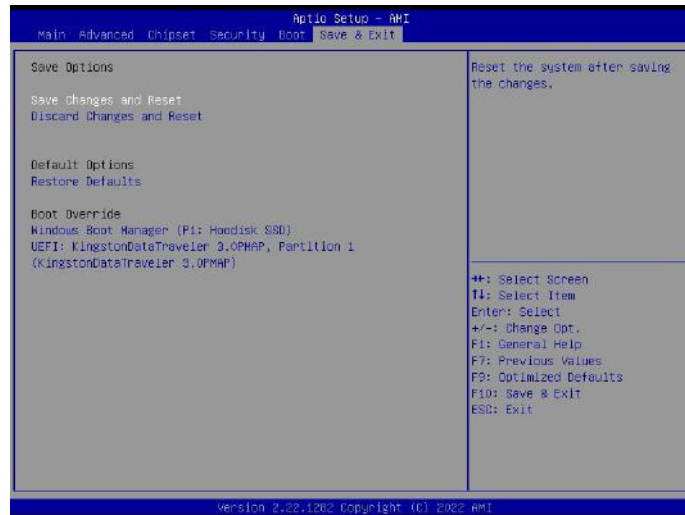 Aptio Setup - AMI
Main Advanced Chipset Security Boot Save & Exit
Save Options
Save Changes and Reset
Discard Changes and Reset
Default Options
Restore Defaults
Boot Override
Windows Boot Manager (P1: Hoodisk SSD)
UEFI: KingstonDataTraveler 3.0PMAP, Partition 1
(KingstonDataTraveler 3.0PMAP)
Reset the system after saving
the changes.
→←: Select Screen
↑↓: Select Item
Enter: Select
+/-: Change Opt.
F1: General Help
F7: Previous Values
F9: Optimized Defaults
F10: Save & Exit
ESC: Exit
Version 2.22.1282 Copyright (C) 2022 AMI